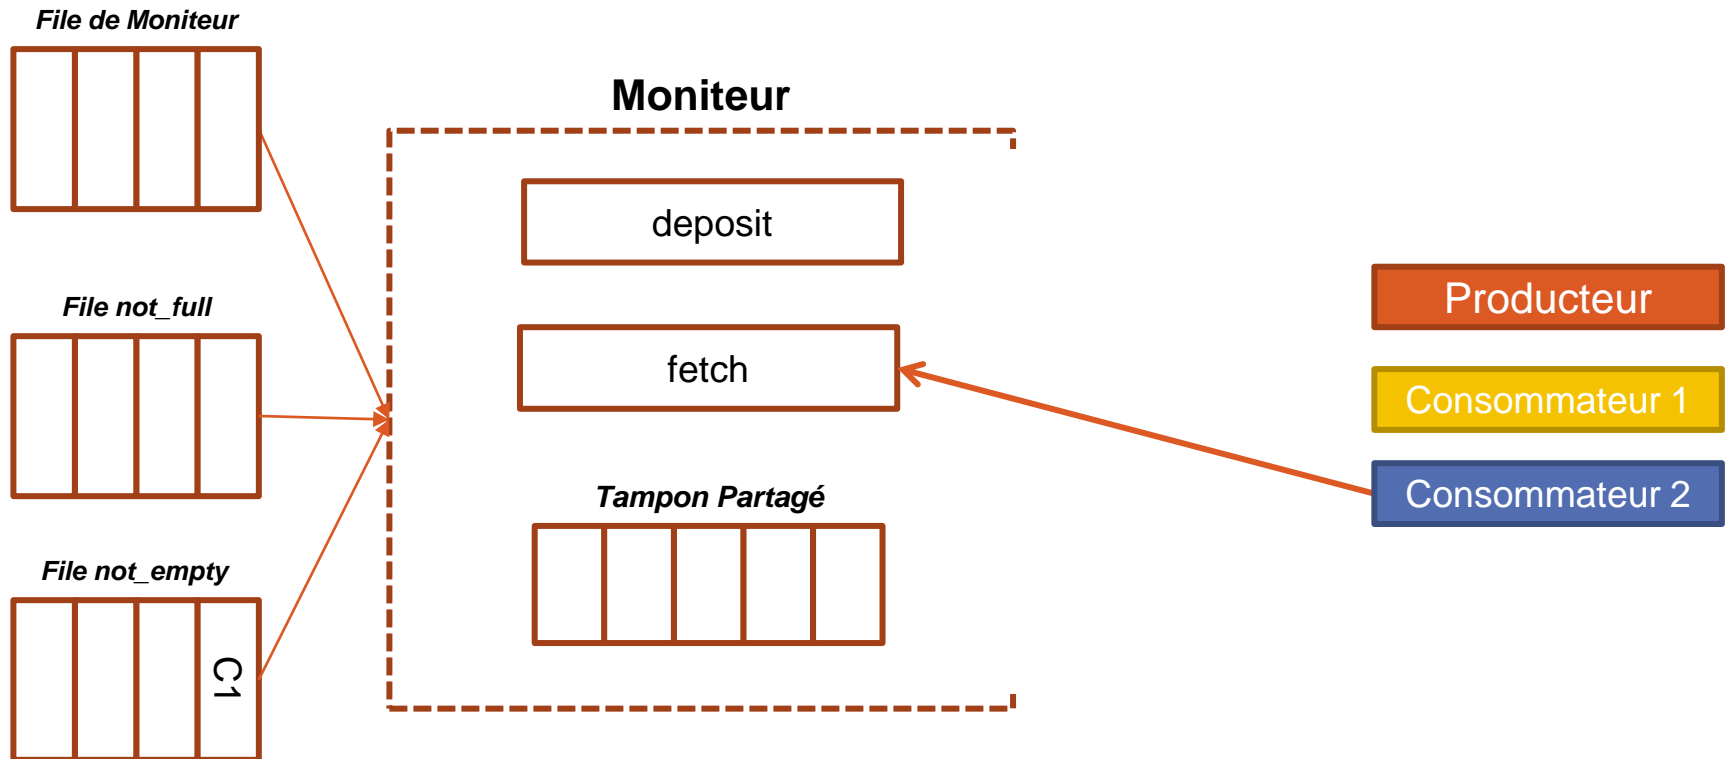 File de Moniteur
Moniteur
deposit
File not_full
Producteur
fetch
Consommateur 1
Consommateur 2
Tampon Partagé
File not_empty
C1